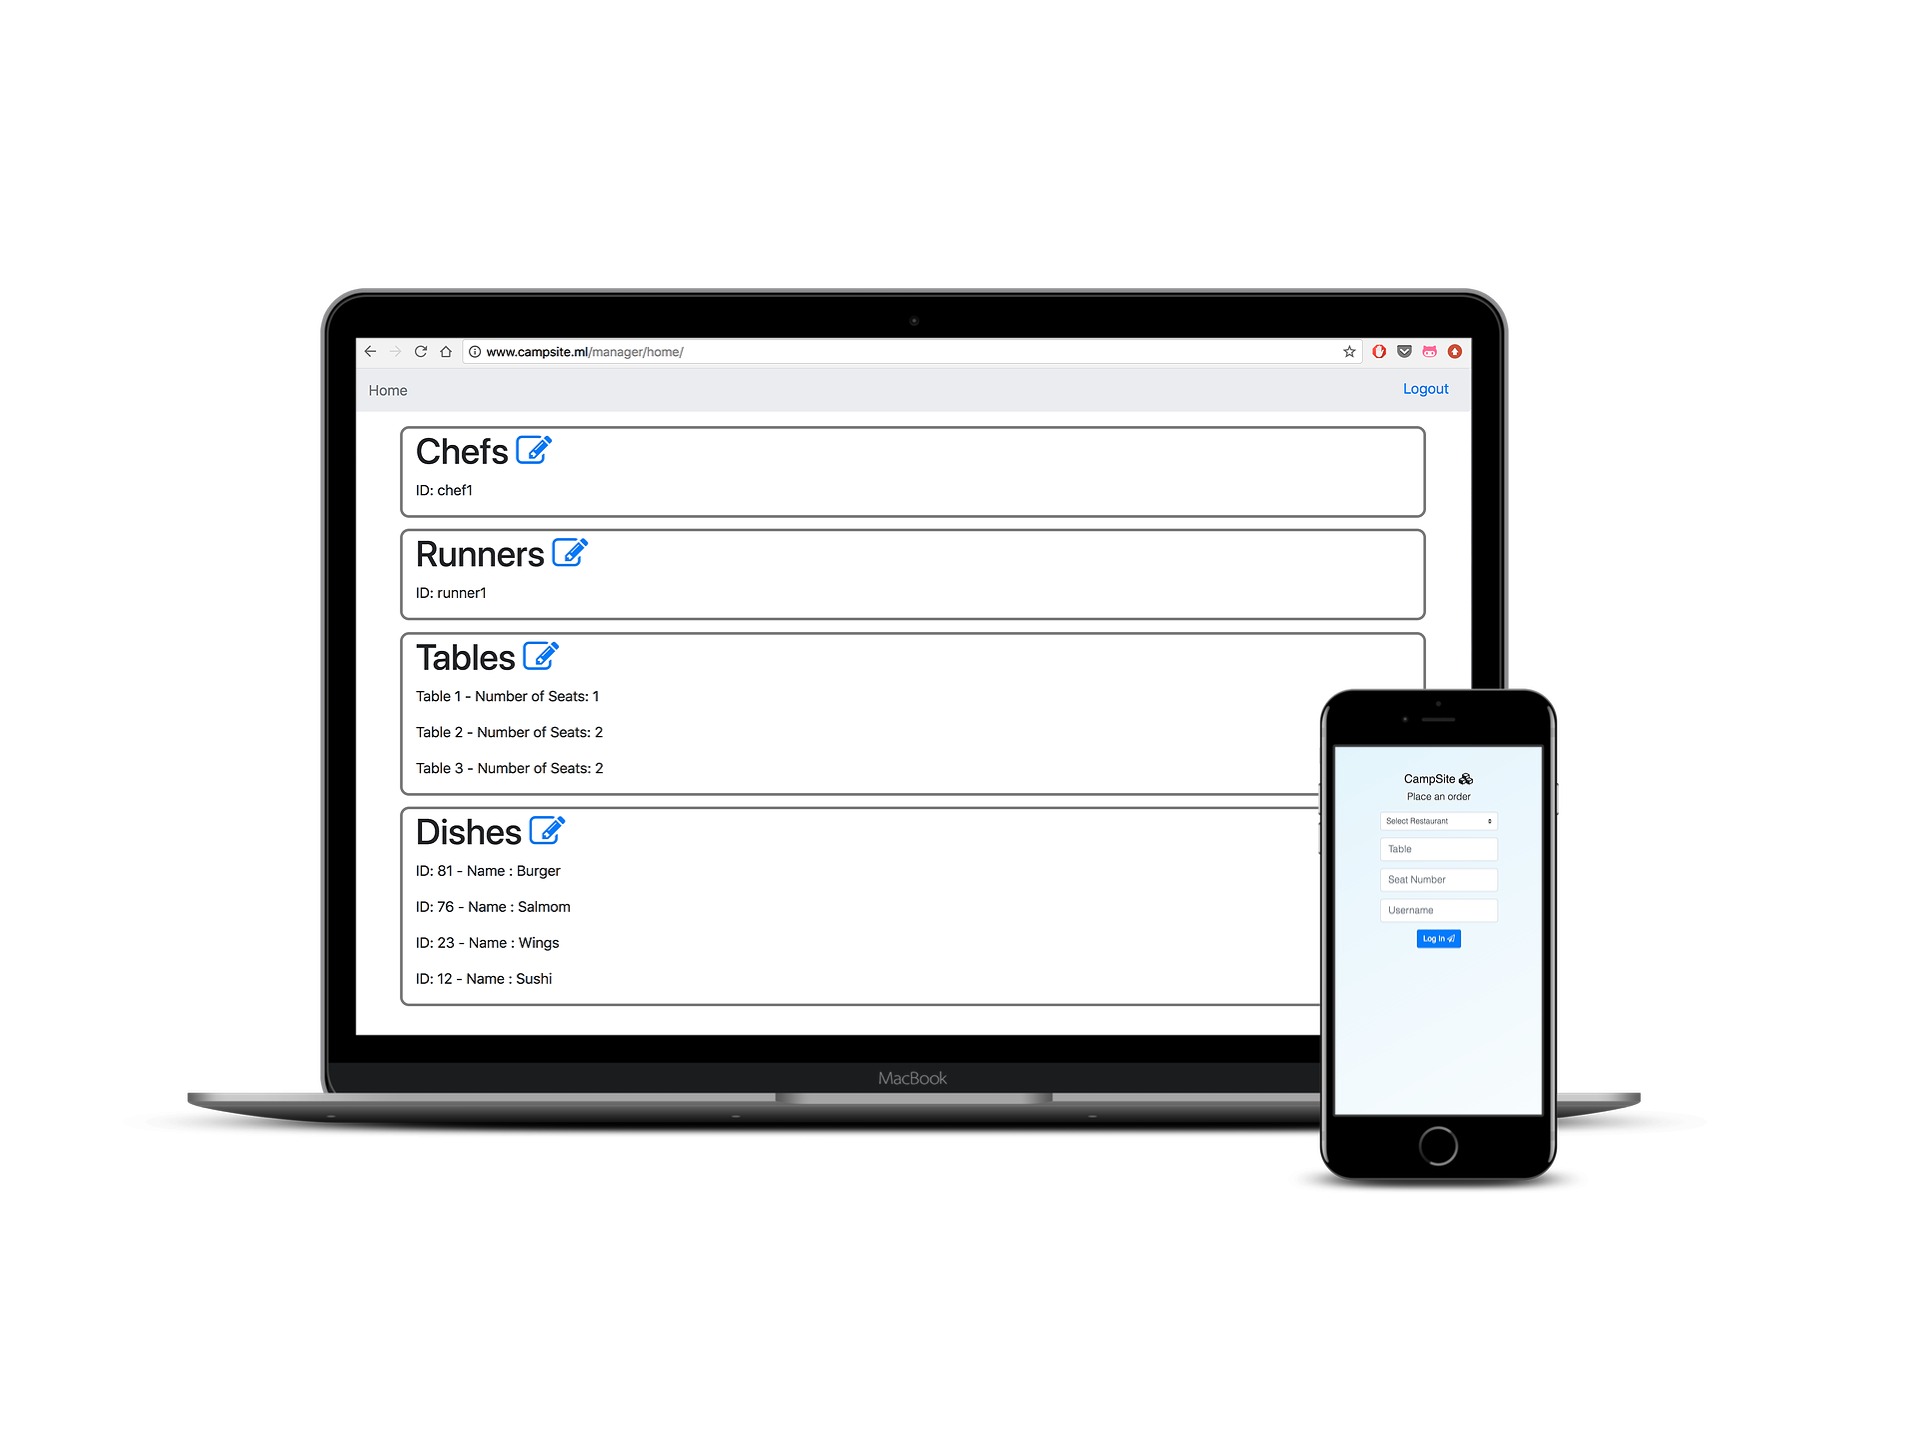 www.campsite.ml/manager/home/
Home
Logout
Chefs
ID: chef1
Runners
ID: runner1
Tables
Table 1 - Number of Seats: 1
Table 2 - Number of Seats: 2
Table 3 - Number of Seats: 2
Dishes
ID: 81 - Name : Burger
ID: 76 - Name : Salmom
ID: 23 - Name : Wings
ID: 12 - Name : Sushi
MacBook
CampSite
Place an order
Select Restaurant
Table
Seat Number
Username
Log In